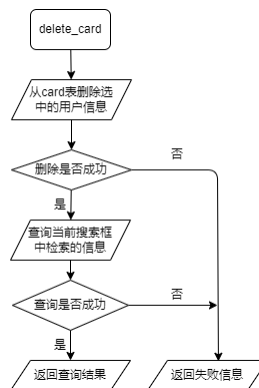 delete_card
从card表删除选
中的用户信息
删除是否成功
否
是
查询当前搜索框
中检索的信息
查询是否成功
否
是
返回查询结果
返回失败信息